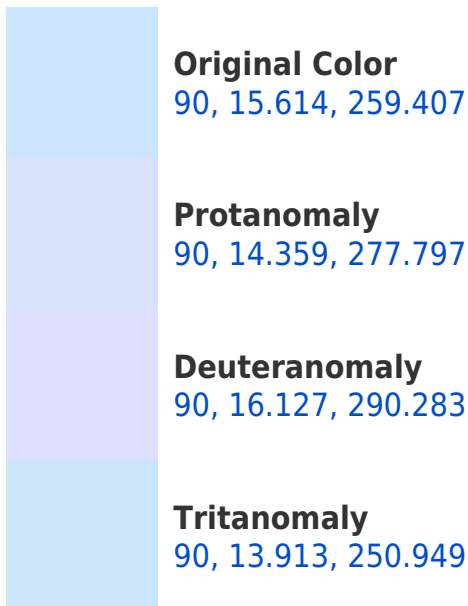 Original Color
90, 15.614, 259.407
Protanomaly
90, 14.359, 277.797
Deuteranomaly
90, 16.127, 290.283
Tritanomaly
90, 13.913, 250.949